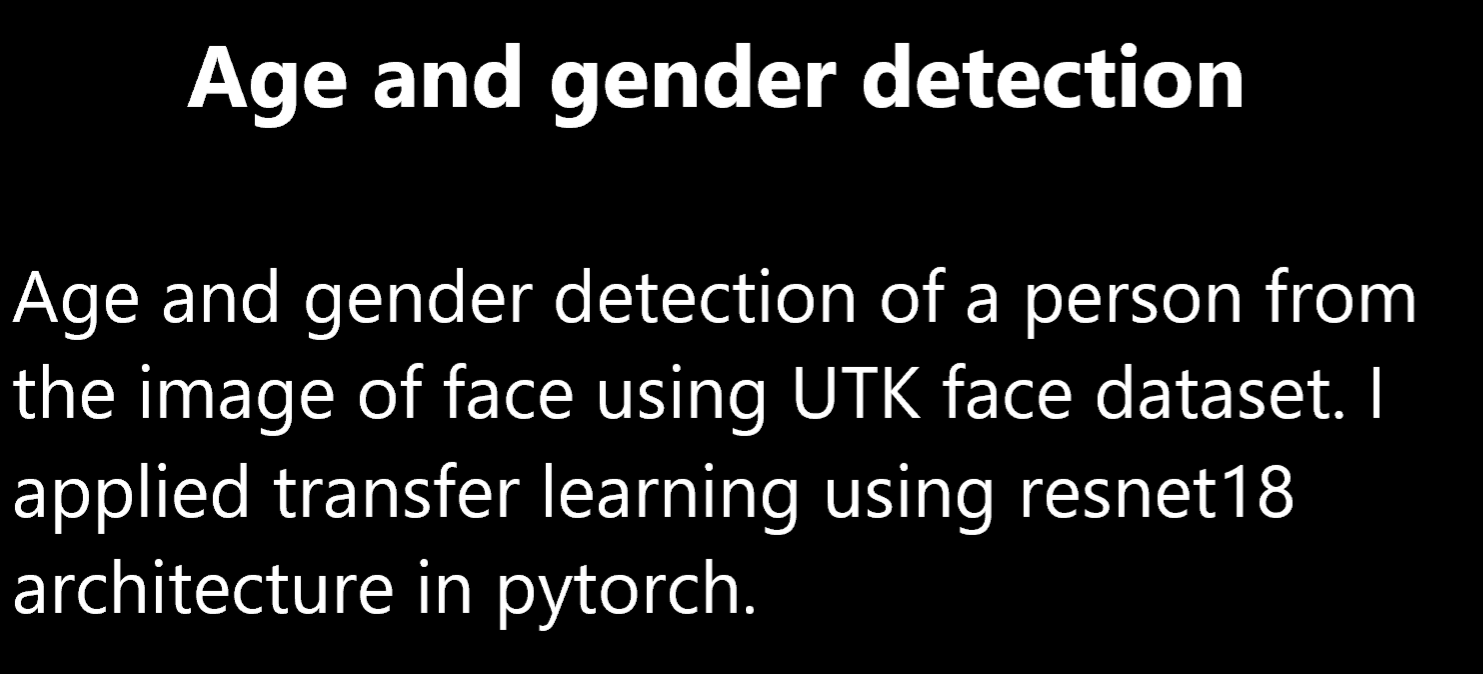 Age and gender detection
Age and gender detection of a person from
the image of face using UTK face dataset. I
applied transfer learning using resnet18
architecture in pytorch.